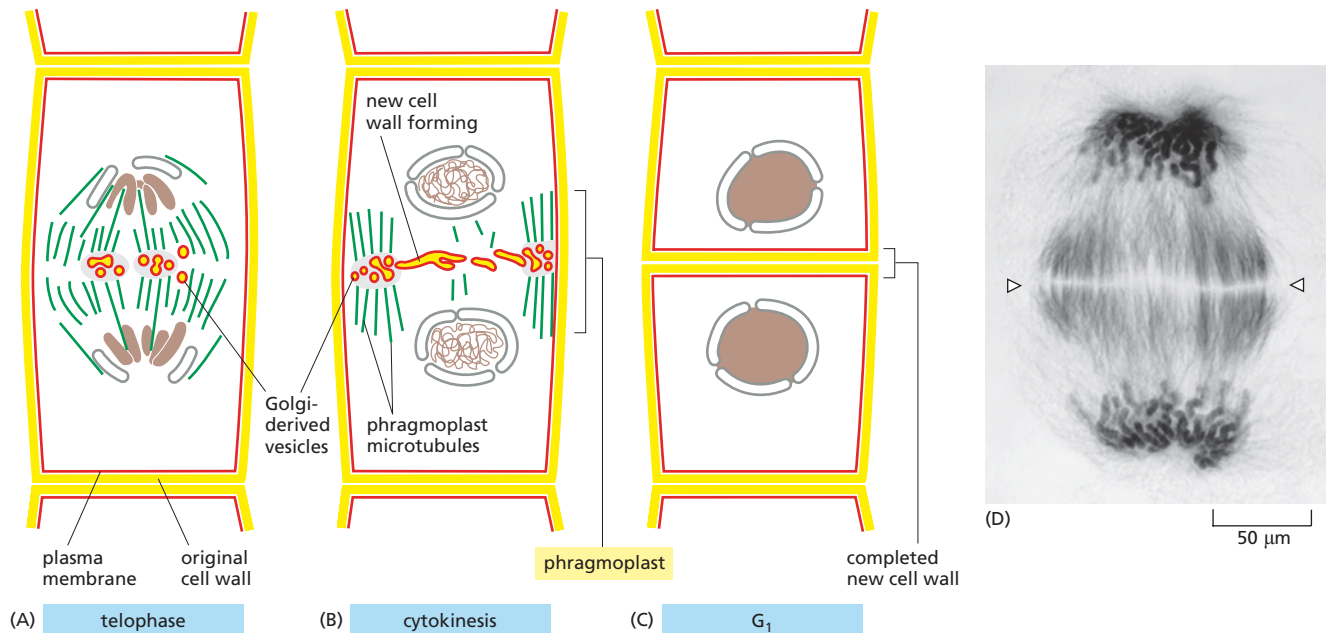 new cell
wall forming
Golgi-
derived
vesicles
phragmoplast
microtubules
plasma
membrane
original
cell wall
phragmoplast
completed
new cell wall
(D)
50 μm
(A)
telophase
(B)
cytokinesis
(C)
G1